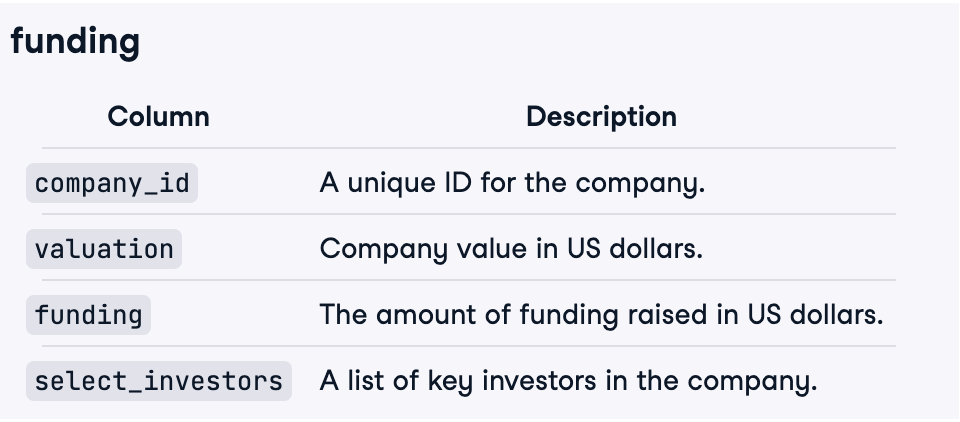 funding
Column Description
company_id A unique ID for the company.
valuation Company value in US dollars.
funding The amount of funding raised in US dollars.
select_investors A list of key investors in the company.